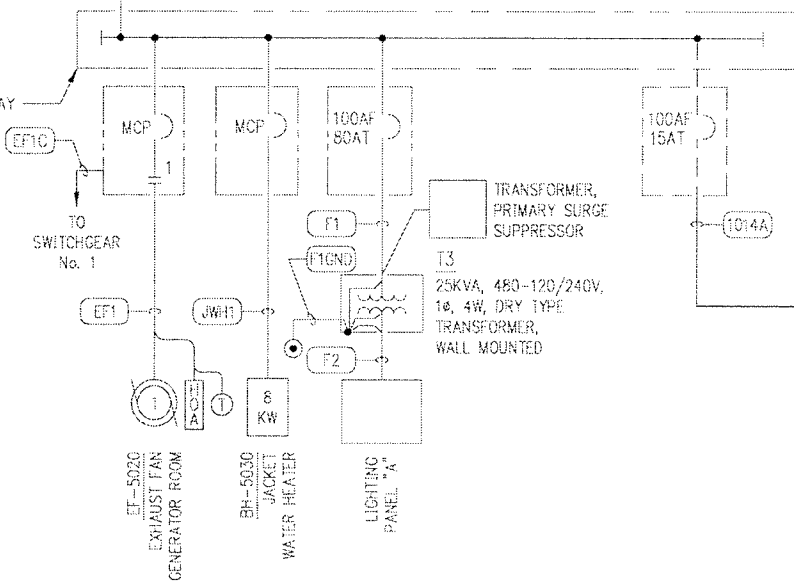 AY
EF1C
MCP
1
TO
SWITCHGEAR
No. 1
MCP
100AF
80AT
100AF
15AT
F1
TRANSFORMER,
PRIMARY SURGE
SUPPRESSOR
1014A
F1GND
T3
25KVA, 480-120/240V,
1ø, 4W, DRY TYPE
TRANSFORMER,
WALL MOUNTED
EF1
JWH1
F2
1
HOA
T
8
KW
EF-5020
EXHAUST FAN
GENERATOR ROOM
BH-5030
JACKET
WATER HEATER
LIGHTING
PANEL "A"